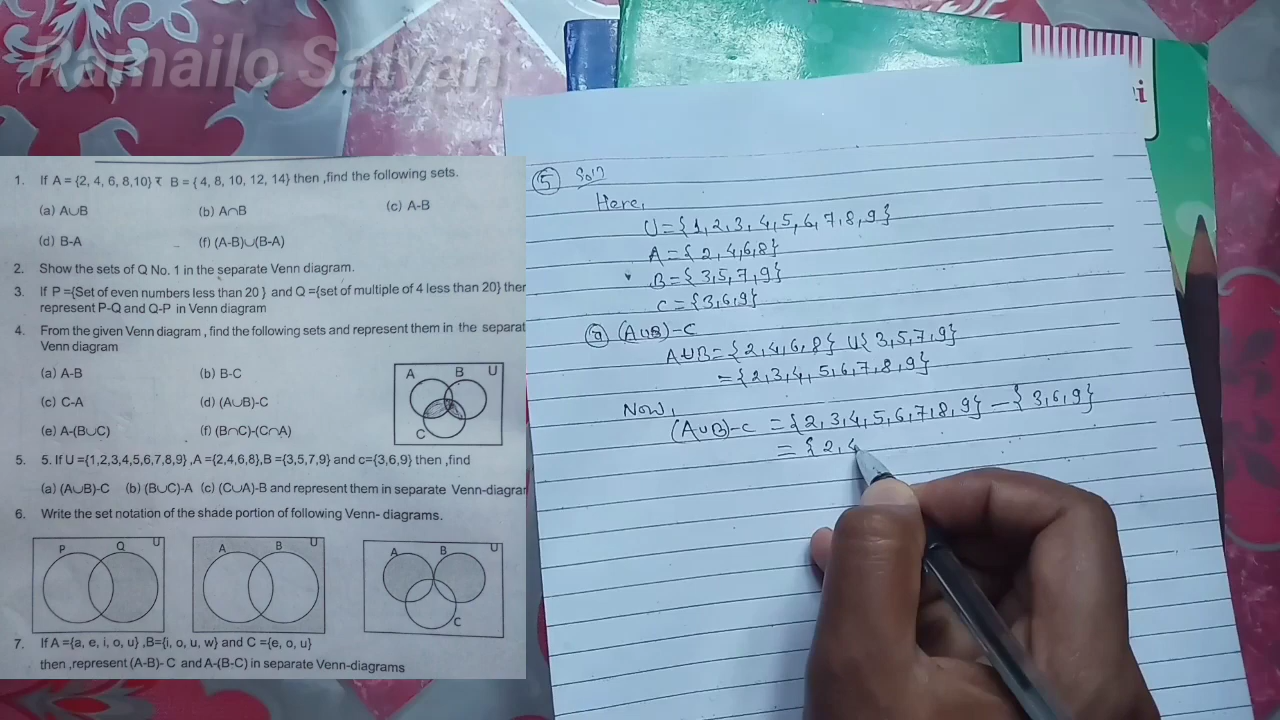 Ramailo Salyari
1. If A = {2, 4, 6, 8,10} र B = { 4, 8, 10, 12, 14} then ,find the following sets.
(a) A∪B (b) A∩B (c) A-B
(d) B-A (f) (A-B)∪(B-A)
2. Show the sets of Q No. 1 in the separate Venn diagram.
3. If P ={Set of even numbers less than 20 } and Q ={set of multiple of 4 less than 20} ther
represent P-Q and Q-P in Venn diagram
4. From the given Venn diagram , find the following sets and represent them in the separat
Venn diagram
(a) A-B (b) B-C
(c) C-A (d) (A∪B)-C
(e) A-(B∪C) (f) (B∩C)-(C∩A)
A B U
C
5. 5. If U ={1,2,3,4,5,6,7,8,9} ,A ={2,4,6,8},B ={3,5,7,9} and c={3,6,9} then ,find
(a) (A∪B)-C (b) (B∪C)-A (c) (C∪A)-B and represent them in separate Venn-diagrar
6. Write the set notation of the shade portion of following Venn- diagrams.
P Q U
A B U
A B U
C
7. If A ={a, e, i, o, u} ,B={i, o, u, w} and C ={e, o, u}
then ,represent (A-B)- C and A-(B-C) in separate Venn-diagrams
5 Soln
Here,
U={1,2,3,4,5,6,7,8,9}
A={2,4,6,8}
B={3,5,7,9}
C={3,6,9}
(A∪B)-C
A∪B={2,4,6,8} ∪{3,5,7,9}
={2,3,4,5,6,7,8,9}
Now,
(A∪B)-C ={2,3,4,5,6,7,8,9}-{3,6,9}
={2,4